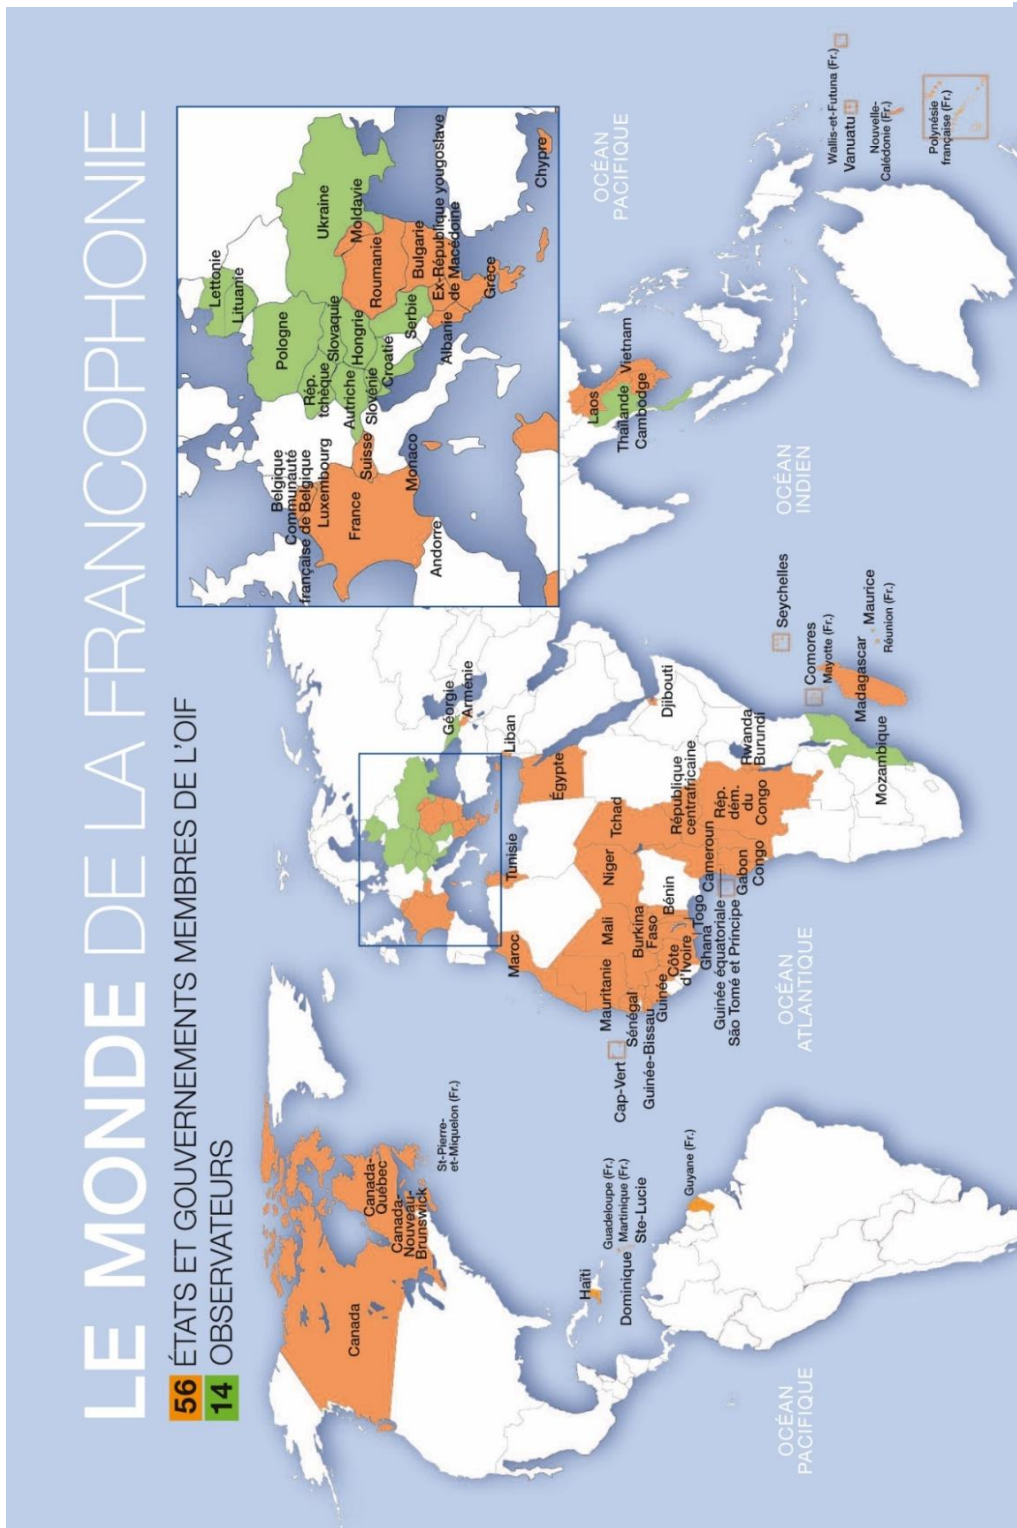 LE MONDE DE LA FRANCOPHONIE
56 ÉTATS ET GOUVERNEMENTS MEMBRES DE L'OIF
14 OBSERVATEURS
Canada
Canada-
Québec
Canada-
Nouveau-
Brunswick
St-Pierre-
et-Miquelon (Fr.)
Haïti
Dominique
Guadeloupe (Fr.)
Martinique (Fr.)
Ste-Lucie
Guyane (Fr.)
OCÉAN
PACIFIQUE
OCÉAN
ATLANTIQUE
Maroc
Tunisie
Égypte
Liban
Géorgie
Arménie
Mauritanie
Mali
Niger
Tchad
Djibouti
Cap-Vert
Sénégal
Guinée-Bissau
Guinée
Burkina
Faso
Côte
d'Ivoire
Bénin
Togo
Ghana
Cameroun
République
centrafricaine
Guinée équatoriale
São Tomé et Príncipe
Gabon
Congo
Rép.
dém.
du
Congo
Rwanda
Burundi
Mozambique
Seychelles
Comores
Mayotte (Fr.)
Madagascar
Maurice
Réunion (Fr.)
OCÉAN
INDIEN
Belgique
Communauté
française de Belgique
Luxembourg
France
Suisse
Monaco
Andorre
Lettonie
Lituanie
Pologne
Rép.
tchèque
Slovaquie
Autriche
Hongrie
Slovénie
Croatie
Serbie
Ukraine
Moldavie
Roumanie
Bulgarie
Ex-République yougoslave
de Macédoine
Albanie
Grèce
Chypre
Laos
Thaïlande
Vietnam
Cambodge
OCÉAN
PACIFIQUE
Wallis-et-Futuna (Fr.)
Vanuatu
Nouvelle-
Calédonie (Fr.)
Polynésie
française (Fr.)